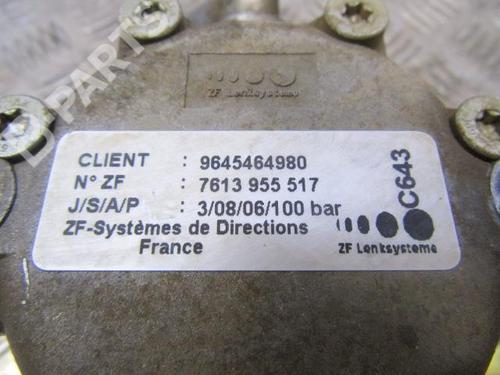 B-PARTS
ZF Lenksysteme
CLIENT : 9645464980
N° ZF : 7613 955 517
J/S/A/P : 3/08/06/100 bar
ZF-Systèmes de Directions
France
C643
ZF Lenksysteme